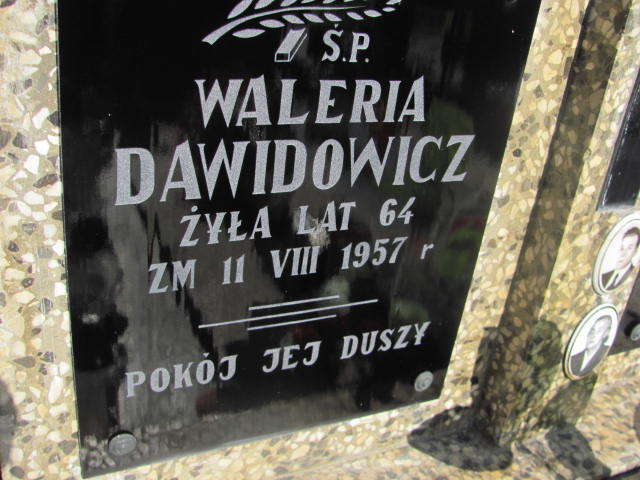 Ś.P.
WALERIA
DAWIDOWICZ
ŻYŁA LAT 64
ZM 11 VIII 1957 r
POKÓJ JEJ DUSZY